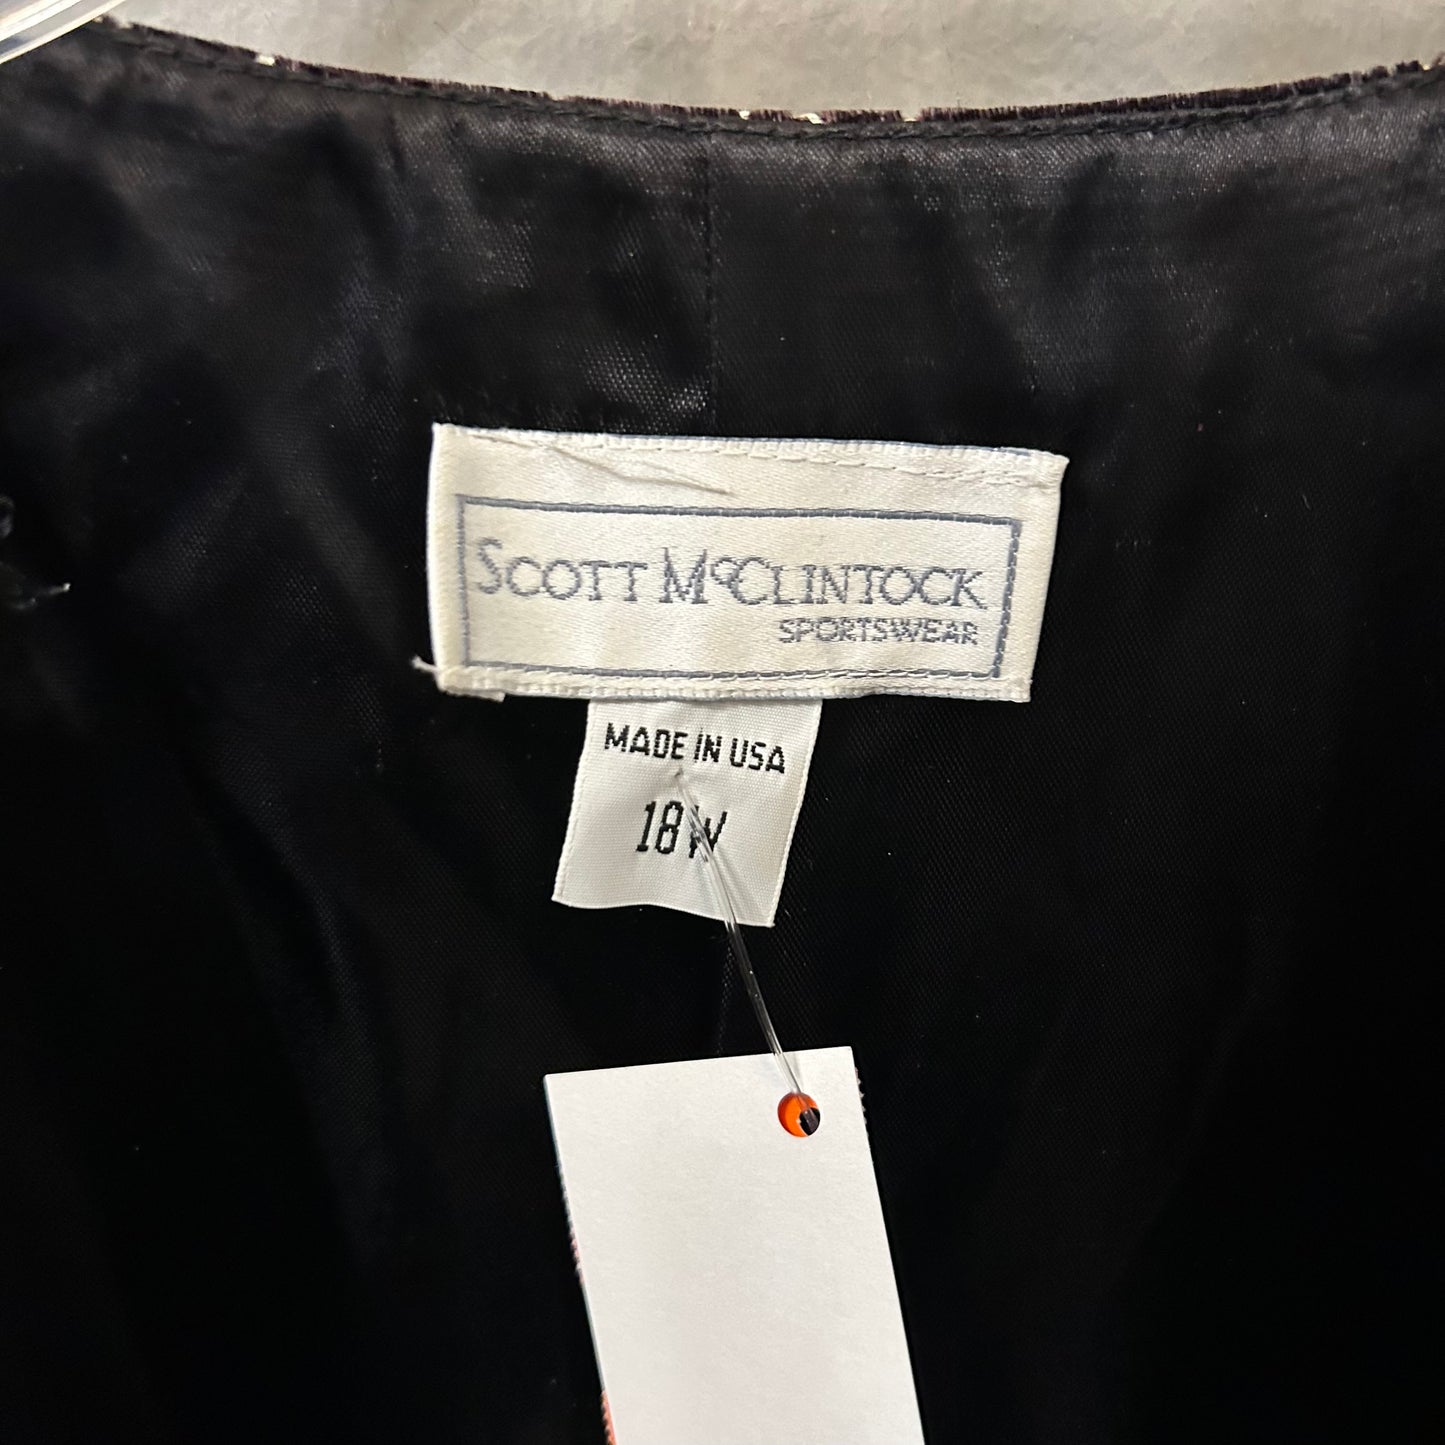 SCOTT McCLINTOCK
SPORTSWEAR
MADE IN USA
18W